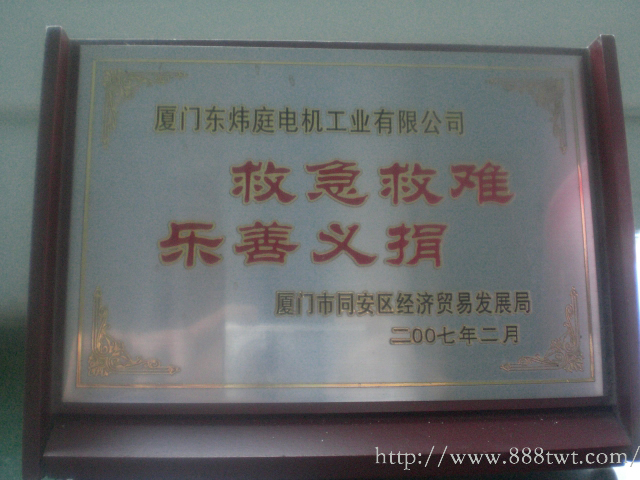 厦门东炜庭电机工业有限公司
救急救难
乐善义捐
厦门市同安区经济贸易发展局
二00七年二月
http://www.888twt.com/